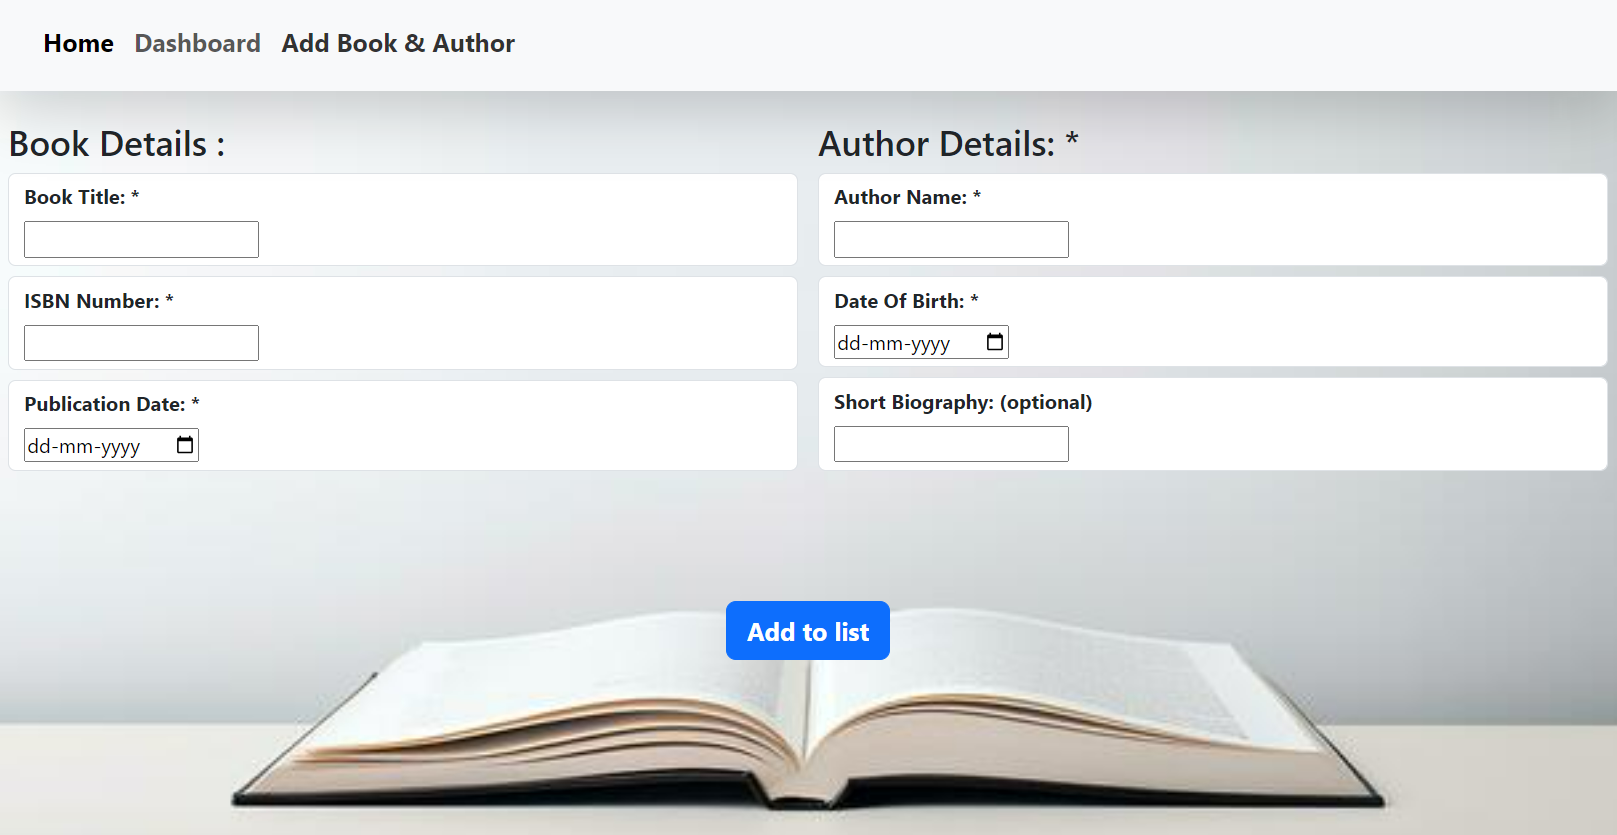 Home Dashboard Add Book & Author
Book Details :
Book Title: *
ISBN Number: *
Publication Date: *
dd-mm-yyyy
Author Details: *
Author Name: *
Date Of Birth: *
dd-mm-yyyy
Short Biography: (optional)
Add to list